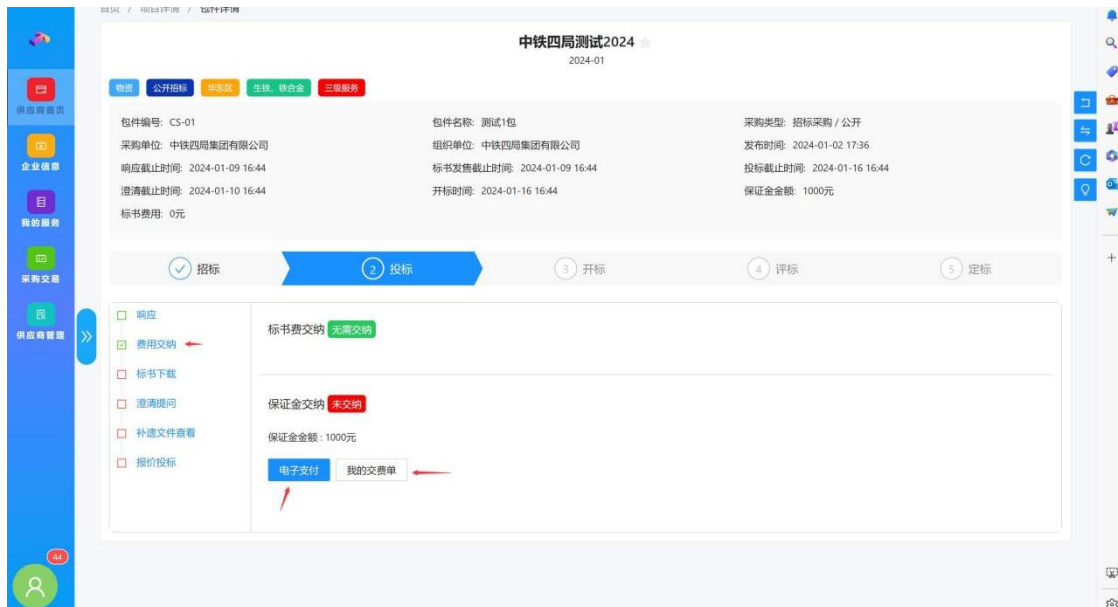 首页 / 项目详情 / 包件详情
中铁四局测试2024
2024-01
物资 公开招标 华东区 生铁、铁合金 三级服务
包件编号: CS-01 包件名称: 测试1包 采购类型: 招标采购 / 公开
采购单位: 中铁四局集团有限公司 组织单位: 中铁四局集团有限公司 发布时间: 2024-01-02 17:36
响应截止时间: 2024-01-09 16:44 标书发售截止时间: 2024-01-09 16:44 投标截止时间: 2024-01-16 16:44
澄清截止时间: 2024-01-10 16:44 开标时间: 2024-01-16 16:44 保证金金额: 1000元
标书费用: 0元
招标 2 投标 3 开标 4 评标 5 定标
供应商首页
企业信息
我的服务
采购交易
供应商管理
44
响应
费用交纳
标书下载
澄清提问
补遗文件查看
报价投标
标书费交纳 无需交纳
保证金交纳 未交纳
保证金金额 : 1000元
电子支付 我的交费单